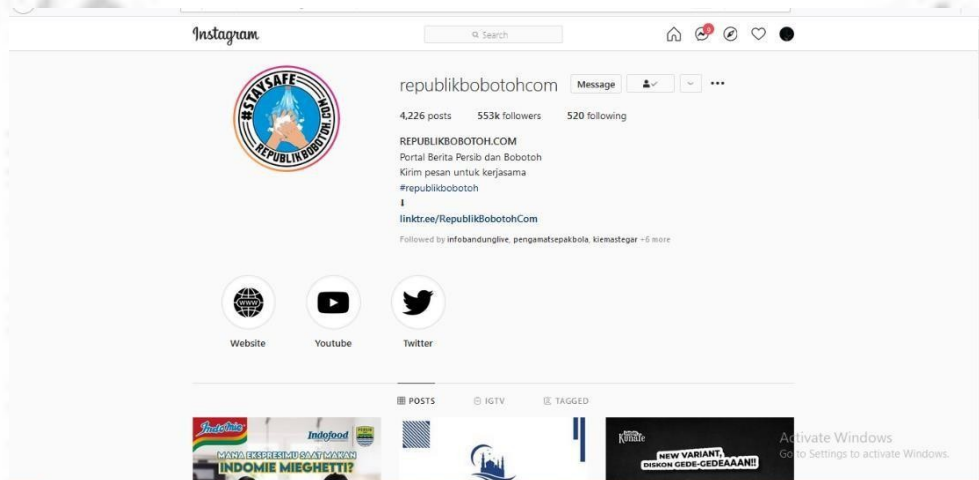 Instagram
Search
9
republikbobotohcom Message
4,226 posts 553k followers 520 following
REPUBLIKBOBOTOH.COM
Portal Berita Persib dan Bobotoh
Kirim pesan untuk kerjasama
#republikbobotoh
linktr.ee/RepublikBobotohCom
Followed by infobandunglive, pengamatsepakbola, kiemastegar +6 more
#STAYSAFE
REPUBLIKBOBOTOH.COM
WWW
Website Youtube Twitter
POSTS IGTV TAGGED
Indomie
Indofood
MANA EKSPRESIMU SAAT MAKAN
INDOMIE MIEGHETTI?
Kunafe
NEW VARIANT,
DISKON GEDE-GEDEAAAN!!
Activate Windows
Go to Settings to activate Windows.